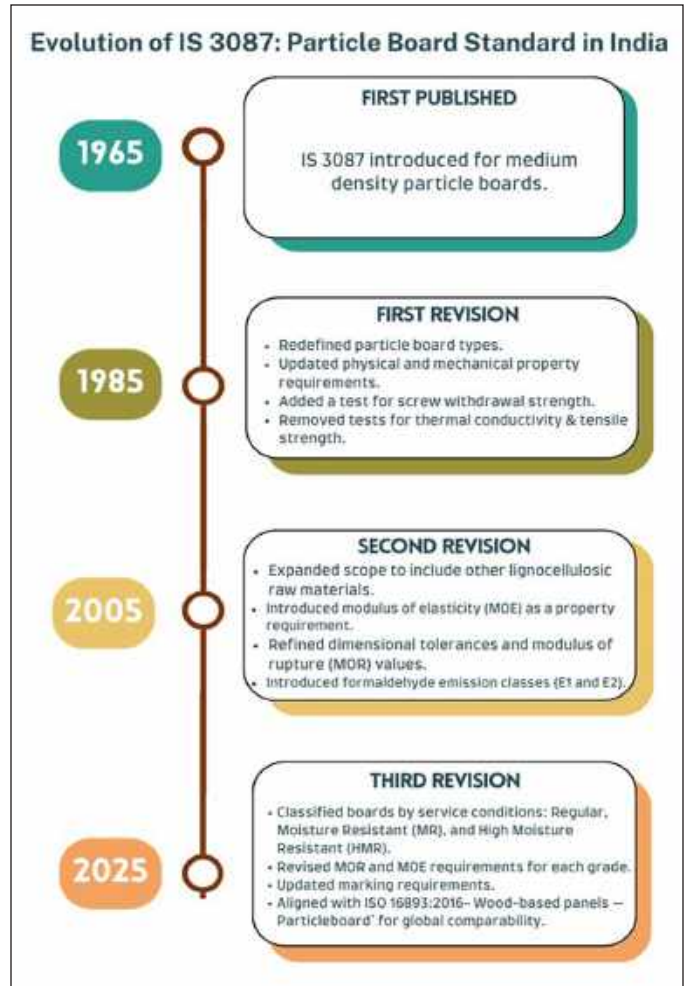 Evolution of IS 3087: Particle Board Standard in India
1965
FIRST PUBLISHED
IS 3087 introduced for medium
density particle boards.
1985
FIRST REVISION
• Redefined particle board types.
• Updated physical and mechanical property
requirements.
• Added a test for screw withdrawal strength.
• Removed tests for thermal conductivity & tensile
strength.
2005
SECOND REVISION
• Expanded scope to include other lignocellulosic
raw materials.
• Introduced modulus of elasticity (MOE) as a property
requirement.
• Refined dimensional tolerances and modulus of
rupture (MOR) values.
• Introduced formaldehyde emission classes (E1 and E2).
2025
THIRD REVISION
• Classified boards by service conditions: Regular,
Moisture Resistant (MR), and High Moisture
Resistant (HMR).
• Revised MOR and MOE requirements for each grade.
• Updated marking requirements.
• Aligned with ISO 16893:2016- Wood-based panels —
Particleboard' for global comparability.